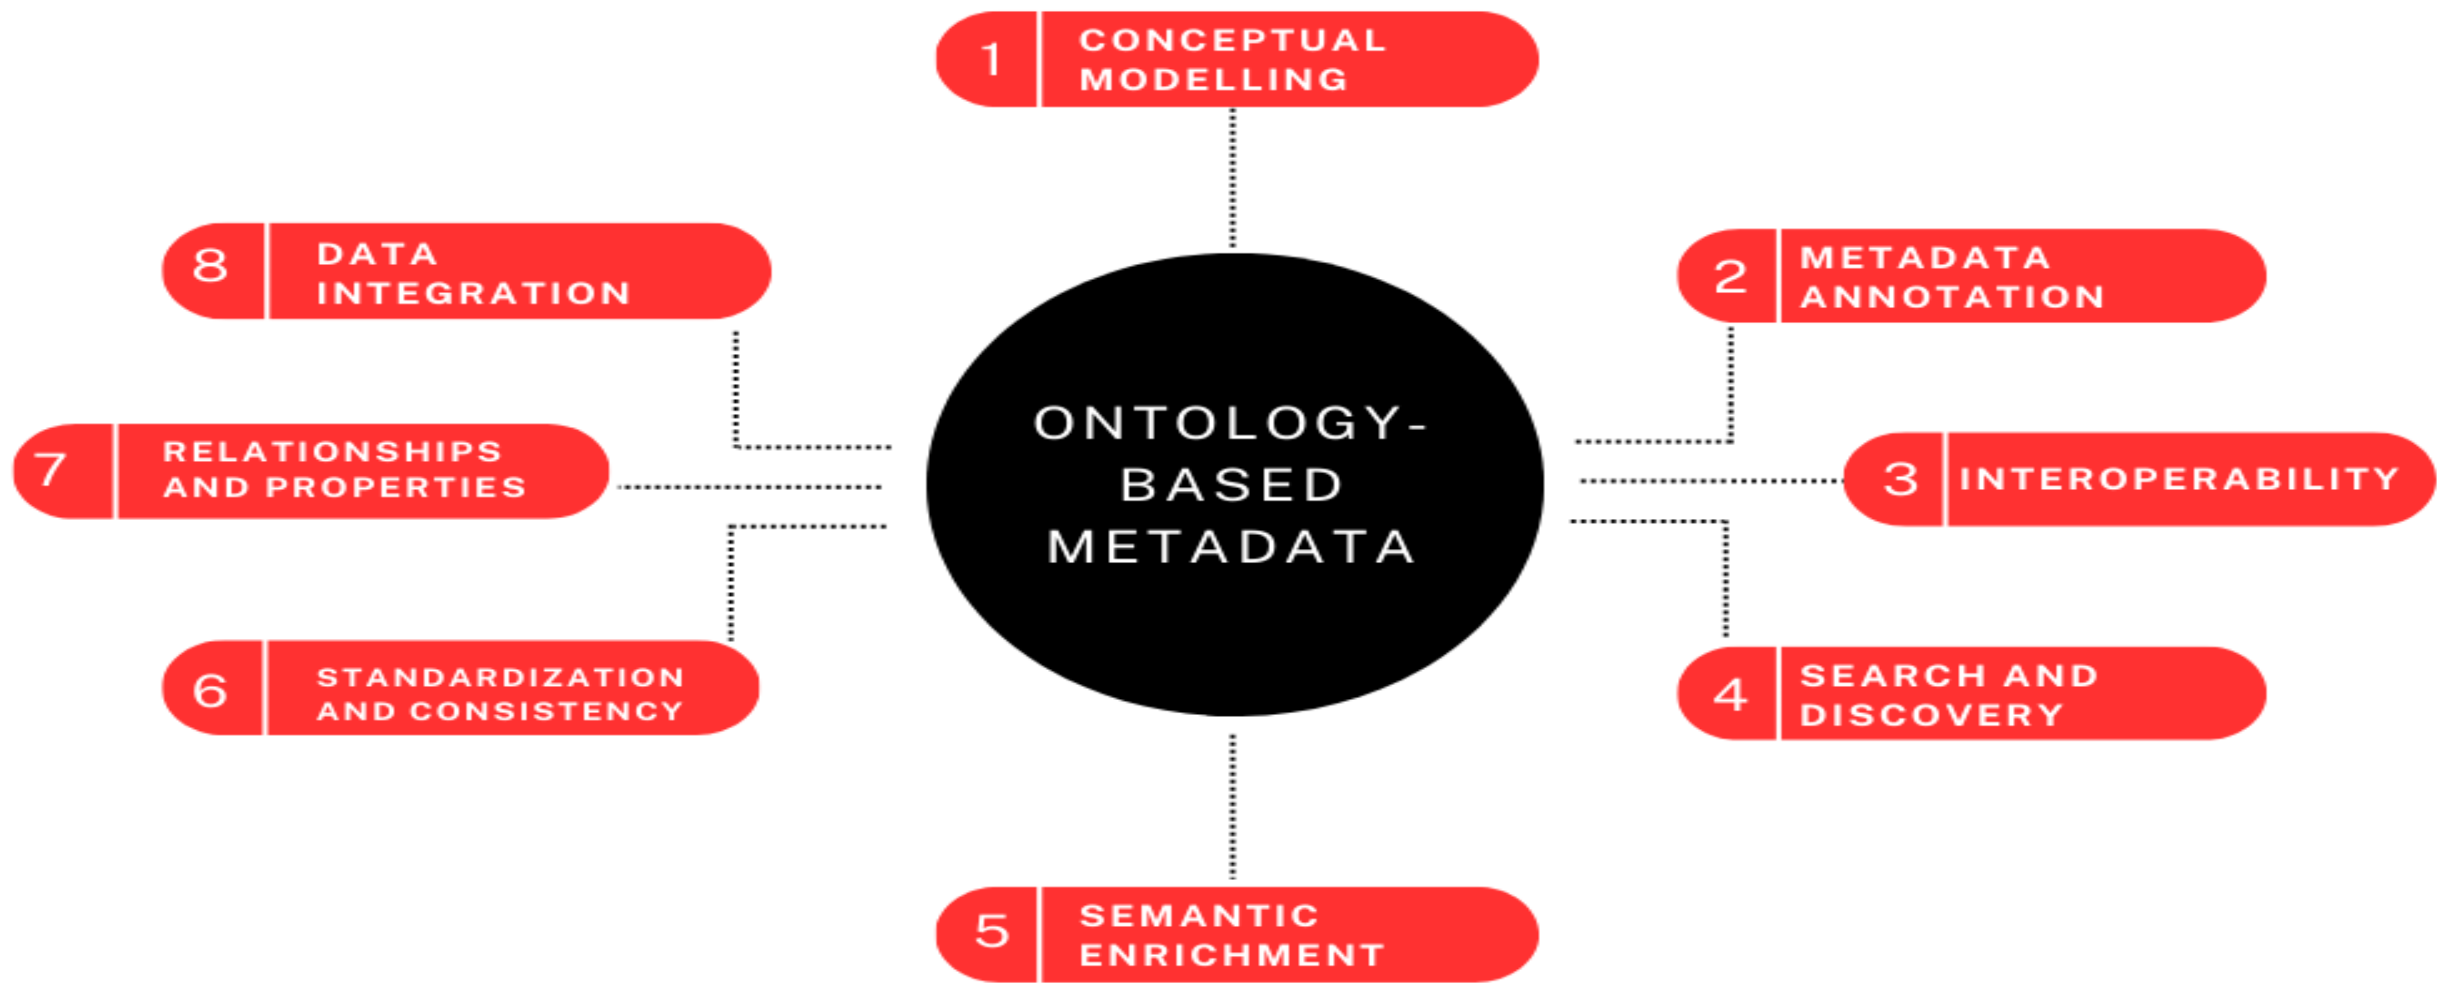 1
CONCEPTUAL
MODELLING
2
METADATA
ANNOTATION
3
INTEROPERABILITY
4
SEARCH AND
DISCOVERY
5
SEMANTIC
ENRICHMENT
6
STANDARDIZATION
AND CONSISTENCY
7
RELATIONSHIPS
AND PROPERTIES
8
DATA
INTEGRATION
ONTOLOGY-
BASED
METADATA